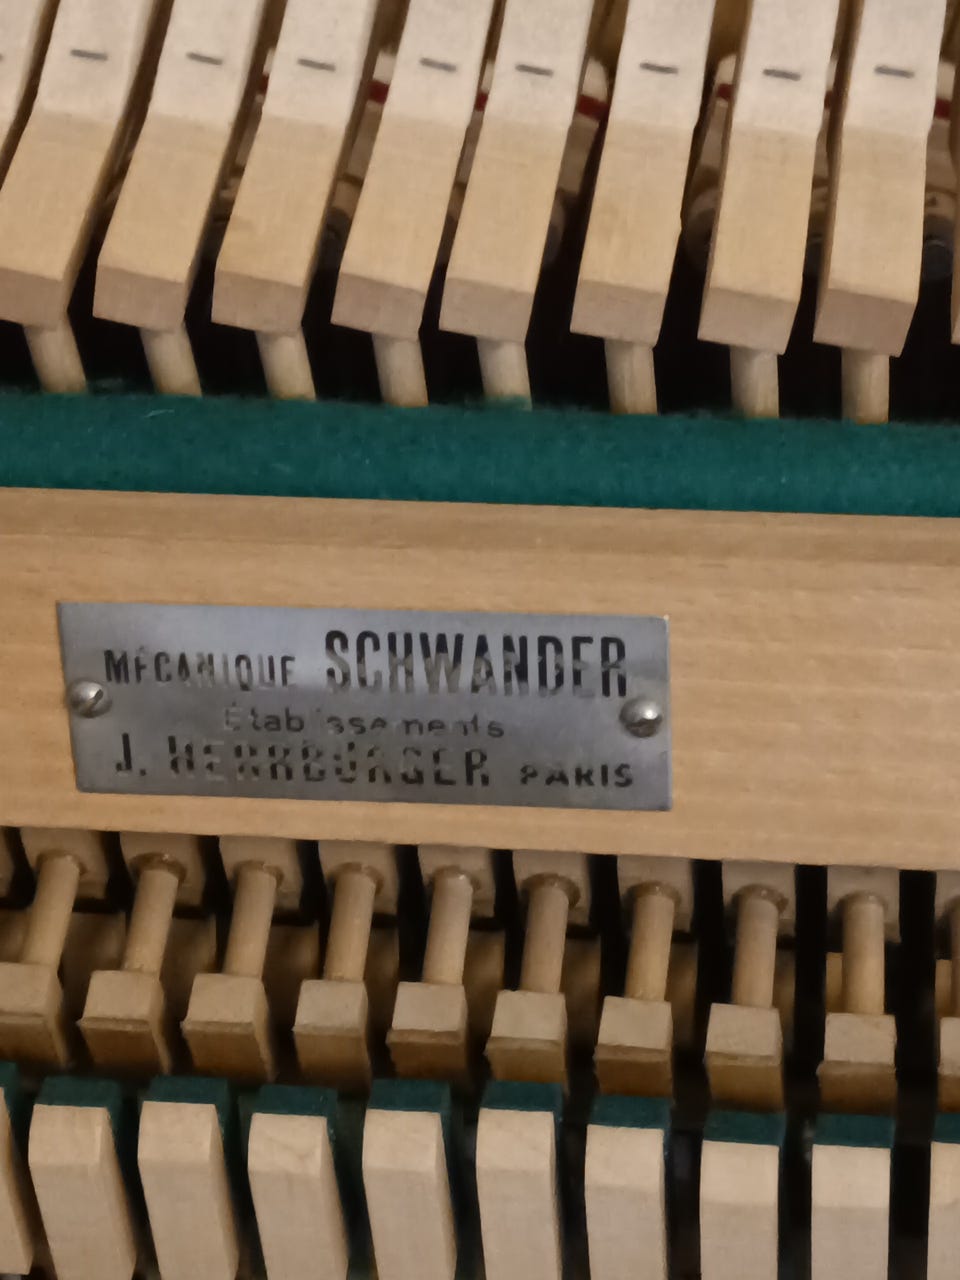 MÉCANIQUE SCHWANDER
Établissements
J. HERRBURGER PARIS